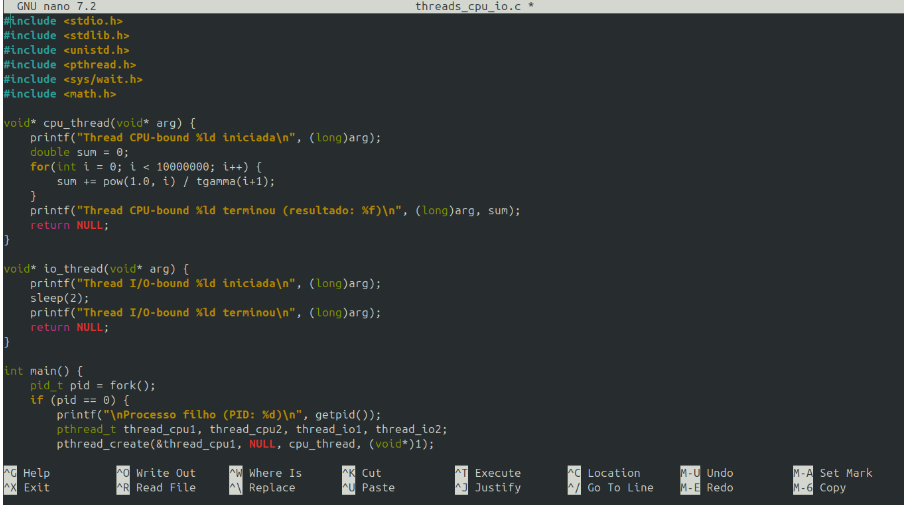 GNU nano 7.2 threads_cpu_io.c *
#include <stdio.h>
#include <stdlib.h>
#include <unistd.h>
#include <pthread.h>
#include <sys/wait.h>
#include <math.h>

void* cpu_thread(void* arg) {
    printf("Thread CPU-bound %ld iniciada\n", (long)arg);
    double sum = 0;
    for(int i = 0; i < 10000000; i++) {
        sum += pow(1.0, i) / tgamma(i+1);
    }
    printf("Thread CPU-bound %ld terminou (resultado: %f)\n", (long)arg, sum);
    return NULL;
}

void* io_thread(void* arg) {
    printf("Thread I/O-bound %ld iniciada\n", (long)arg);
    sleep(2);
    printf("Thread I/O-bound %ld terminou\n", (long)arg);
    return NULL;
}

int main() {
    pid_t pid = fork();
    if (pid == 0) {
        printf("\nProcesso filho (PID: %d)\n", getpid());
        pthread_t thread_cpu1, thread_cpu2, thread_io1, thread_io2;
        pthread_create(&thread_cpu1, NULL, cpu_thread, (void*)1);

^G Help ^O Write Out ^W Where Is ^K Cut ^T Execute ^C Location M-U Undo M-A Set Mark
^X Exit ^R Read File ^\ Replace ^U Paste ^J Justify ^/ Go To Line M-E Redo M-6 Copy